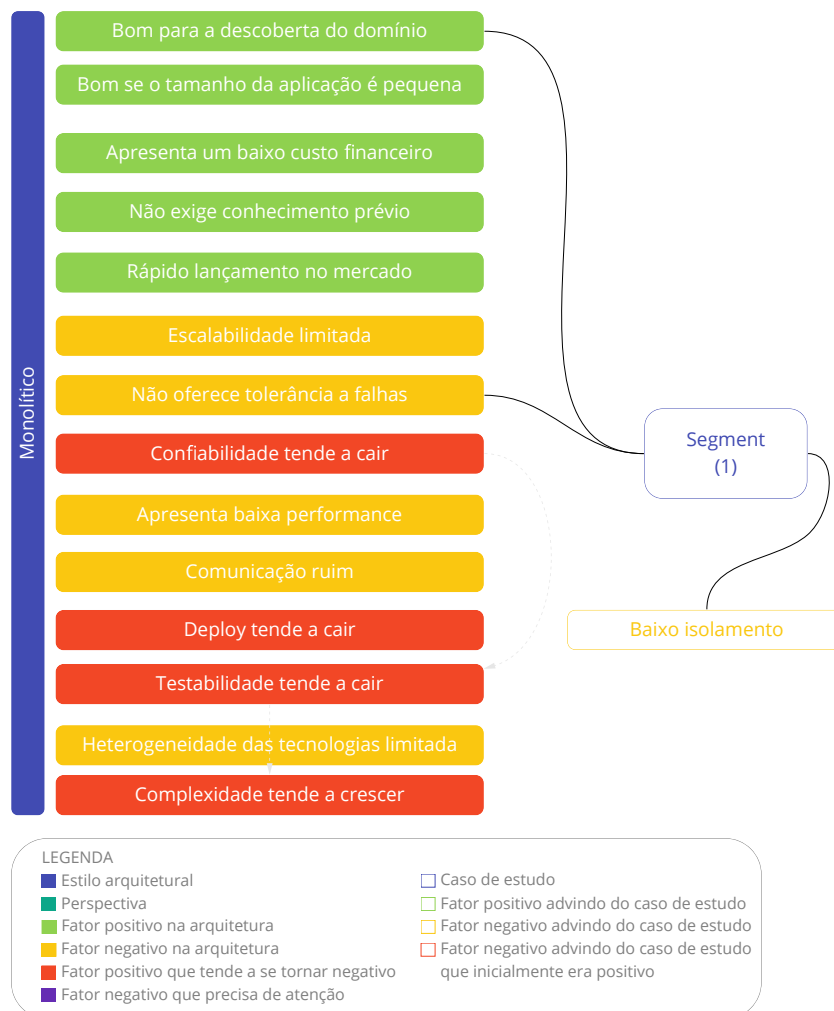 Monolítico
Bom para a descoberta do domínio
Bom se o tamanho da aplicação é pequena
Apresenta um baixo custo financeiro
Não exige conhecimento prévio
Rápido lançamento no mercado
Escalabilidade limitada
Não oferece tolerância a falhas
Confiabilidade tende a cair
Apresenta baixa performance
Comunicação ruim
Deploy tende a cair
Testabilidade tende a cair
Heterogeneidade das tecnologias limitada
Complexidade tende a crescer
Segment
(1)
Baixo isolamento
LEGENDA
Estilo arquitetural
Perspectiva
Fator positivo na arquitetura
Fator negativo na arquitetura
Fator positivo que tende a se tornar negativo
Fator negativo que precisa de atenção
Caso de estudo
Fator positivo advindo do caso de estudo
Fator negativo advindo do caso de estudo
Fator negativo advindo do caso de estudo
que inicialmente era positivo